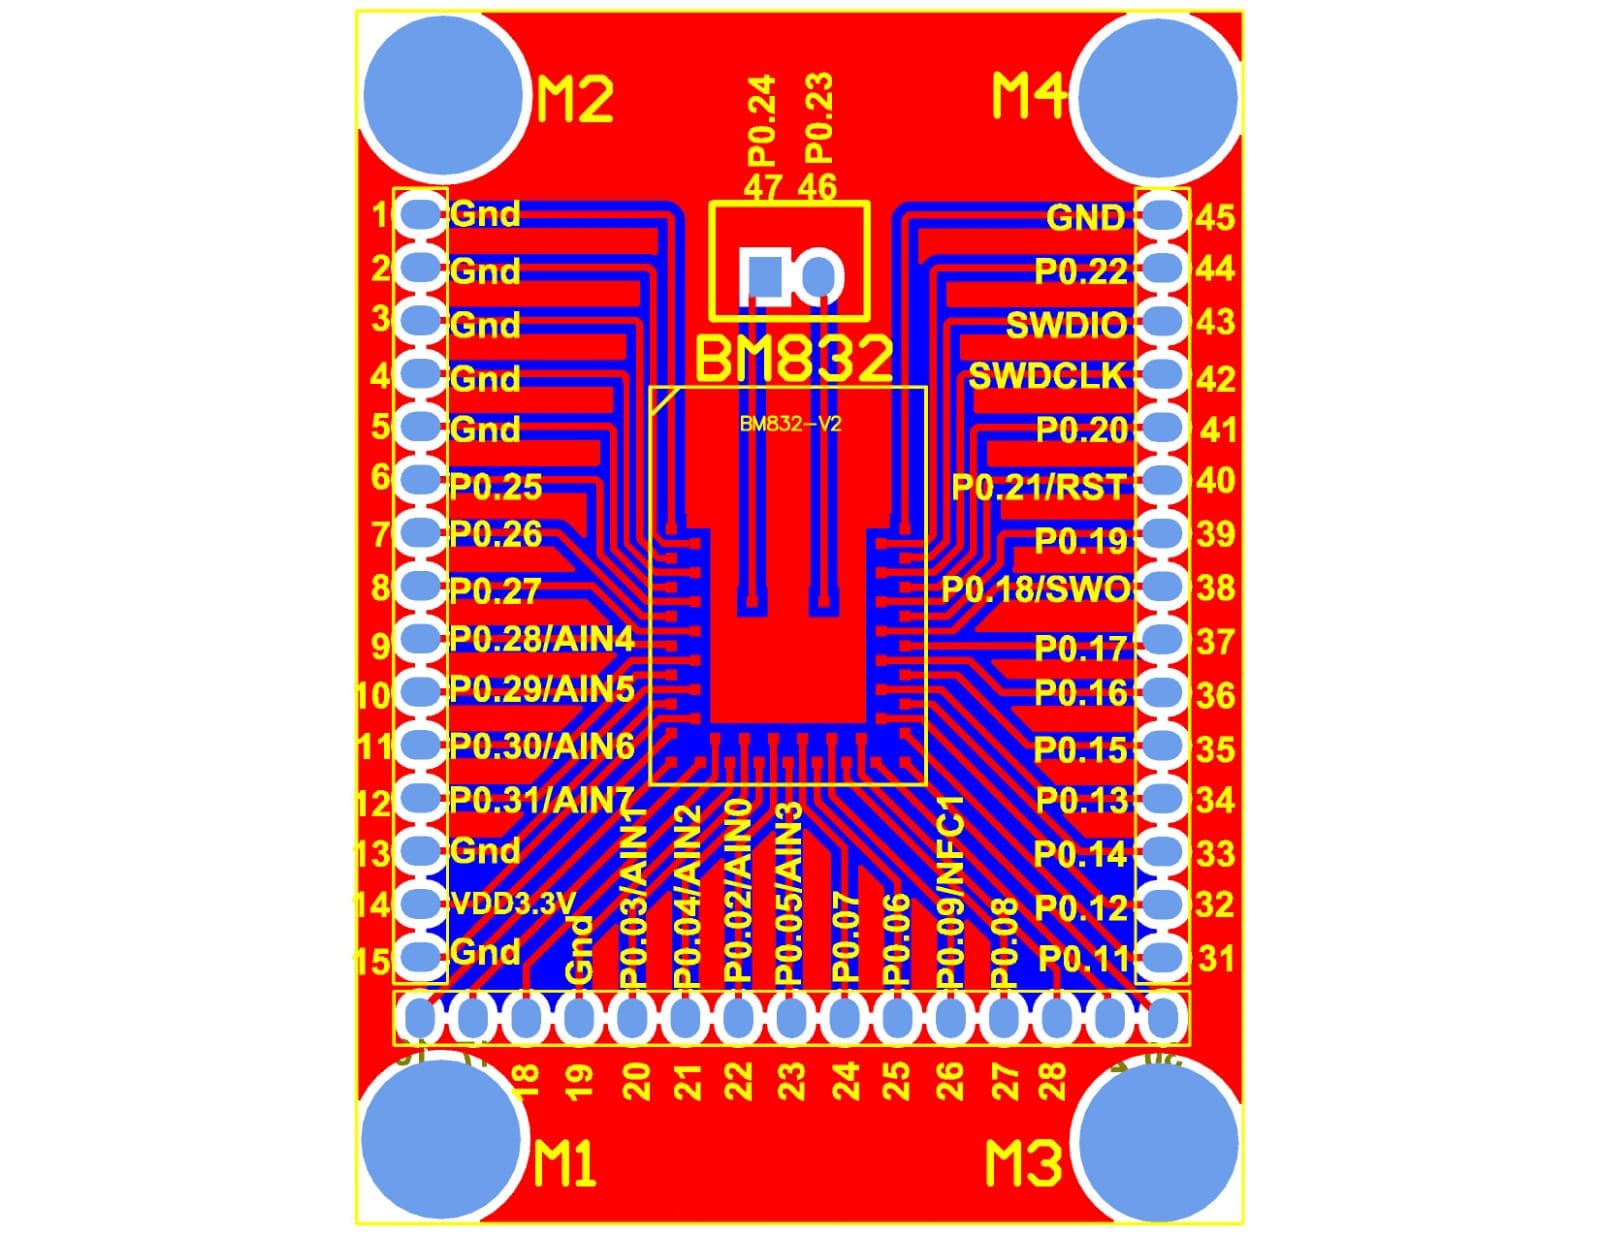 M2
M4
P0.24
P0.23
47 46
BM832
BM832-V2
1 Gnd
2 Gnd
3 Gnd
4 Gnd
5 Gnd
6 P0.25
7 P0.26
8 P0.27
9 P0.28/AIN4
10 P0.29/AIN5
11 P0.30/AIN6
12 P0.31/AIN7
13 Gnd
14 VDD3.3V
15 Gnd
GND 45
P0.22 44
SWDIO 43
SWDCLK 42
P0.20 41
P0.21/RST 40
P0.19 39
P0.18/SWO 38
P0.17 37
P0.16 36
P0.15 35
P0.13 34
P0.14 33
P0.12 32
P0.11 31
Gnd
P0.03/AIN1
P0.04/AIN2
P0.02/AIN0
P0.05/AIN3
P0.07
P0.06
P0.09/NFC1
P0.08
18
19
20
21
22
23
24
25
26
27
28
M1
M3